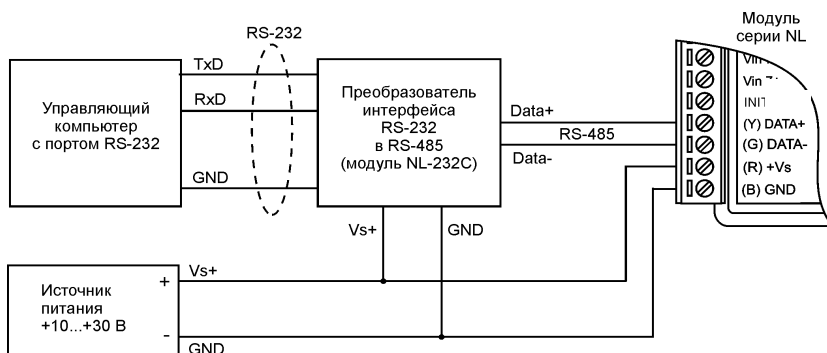 Модуль
серии NL
RS-232
TxD
RxD
GND
Управляющий
компьютер
с портом RS-232
Преобразователь
интерфейса
RS-232
в RS-485
(модуль NL-232C)
Data+
RS-485
Data-
Vin
Vin
INIT
(Y) DATA+
(G) DATA-
(R) +Vs
(B) GND
Vs+
GND
Vs+
+
Источник
питания
+10...+30 В
-
GND